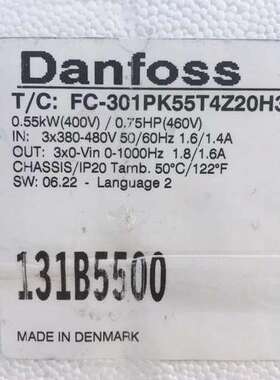 Danfoss
T/C: FC-301PK55T4Z20H3
0.55kW(400V) / 0.75HP(460V)
IN: 3x380-480V 50/60Hz 1.6/1.4A
OUT: 3x0-Vin 0-1000Hz 1.8/1.6A
CHASSIS/IP20 Tamb. 50°C/122°F
SW: 06.22 - Language 2
131B5500
MADE IN DENMARK